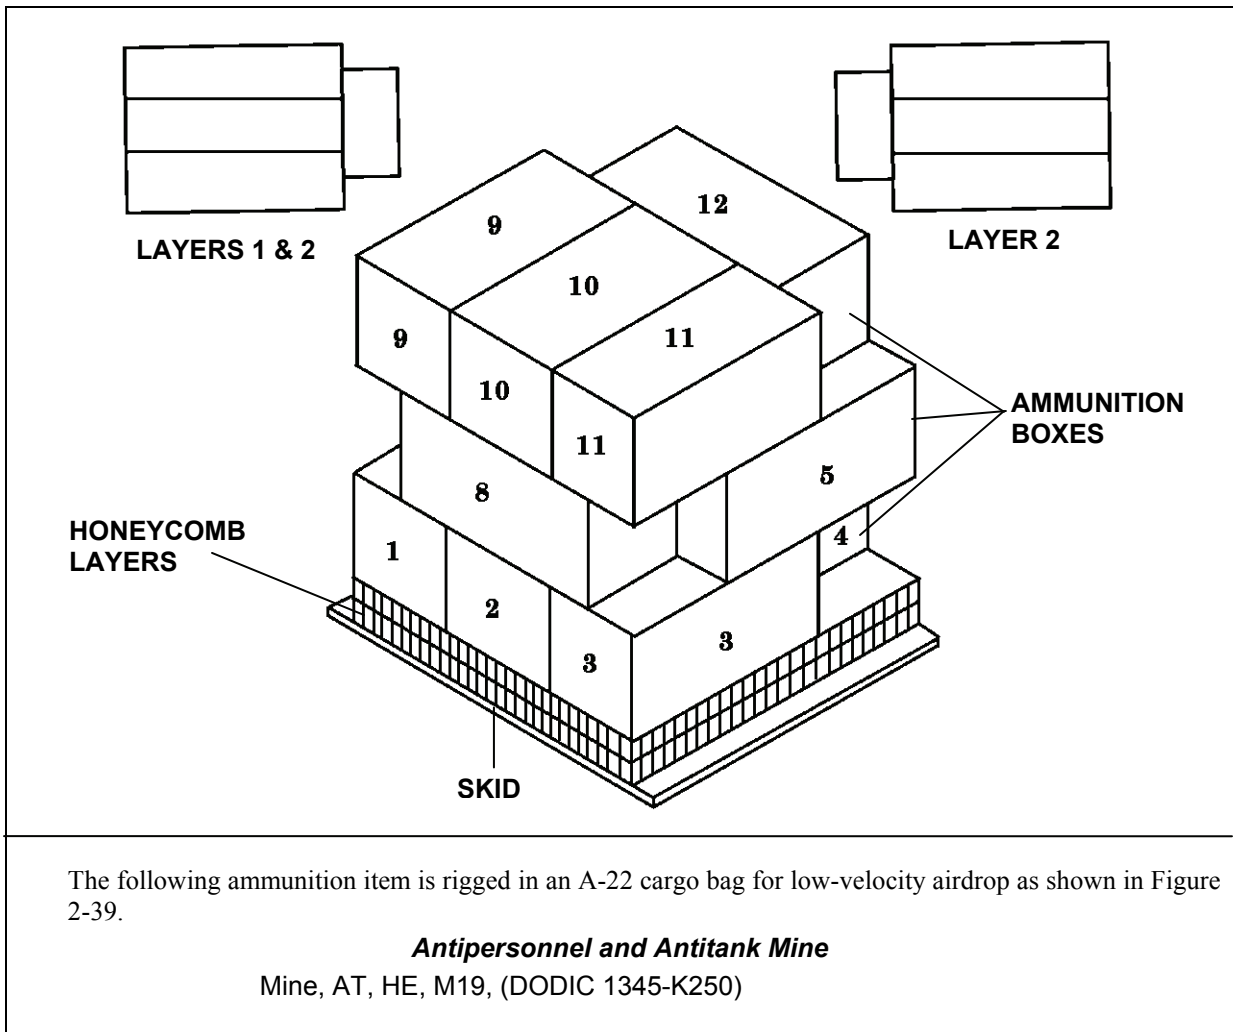 LAYERS 1 & 2
LAYER 2
9
12
10
11
9
10
11
AMMUNITION
BOXES
8
5
HONEYCOMB
LAYERS
1
4
2
3
3
SKID
The following ammunition item is rigged in an A-22 cargo bag for low-velocity airdrop as shown in Figure
2-39.
Antipersonnel and Antitank Mine
Mine, AT, HE, M19, (DODIC 1345-K250)